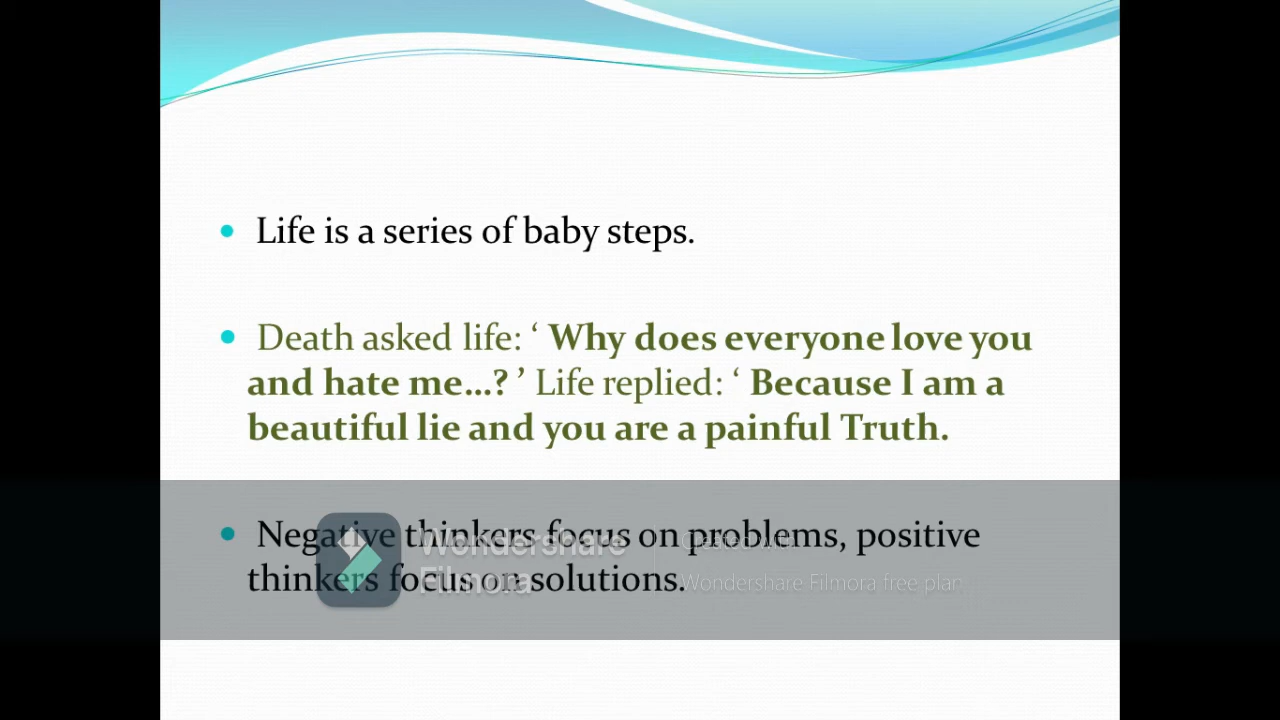 Life is a series of baby steps.
Death asked life: ‘ Why does everyone love you
and hate me…? ’ Life replied: ‘ Because I am a
beautiful lie and you are a painful Truth.
Negative thinkers focus on problems, positive
thinkers focus on solutions.
Wondershare
Filmora
Created with
Wondershare Filmora free plan